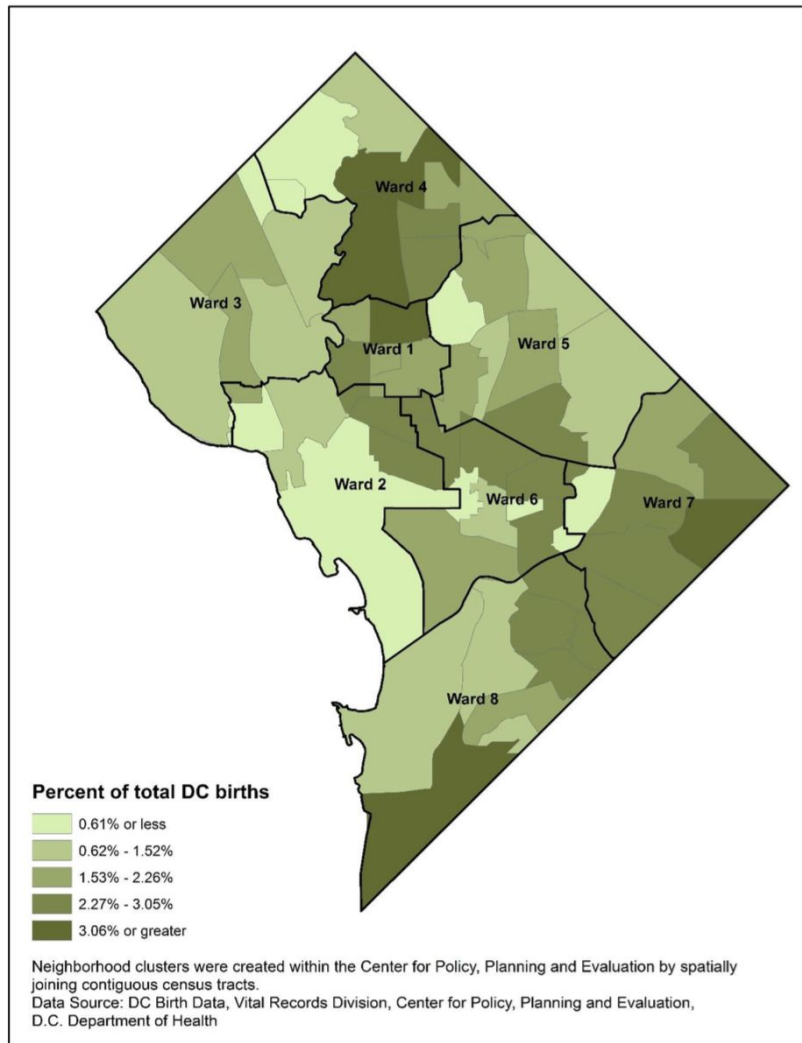 Ward 4
Ward 3
Ward 1
Ward 5
Ward 2
Ward 6
Ward 7
Ward 8
Percent of total DC births
0.61% or less
0.62% - 1.52%
1.53% - 2.26%
2.27% - 3.05%
3.06% or greater
Neighborhood clusters were created within the Center for Policy, Planning and Evaluation by spatially
joining contiguous census tracts.
Data Source: DC Birth Data, Vital Records Division, Center for Policy, Planning and Evaluation,
D.C. Department of Health